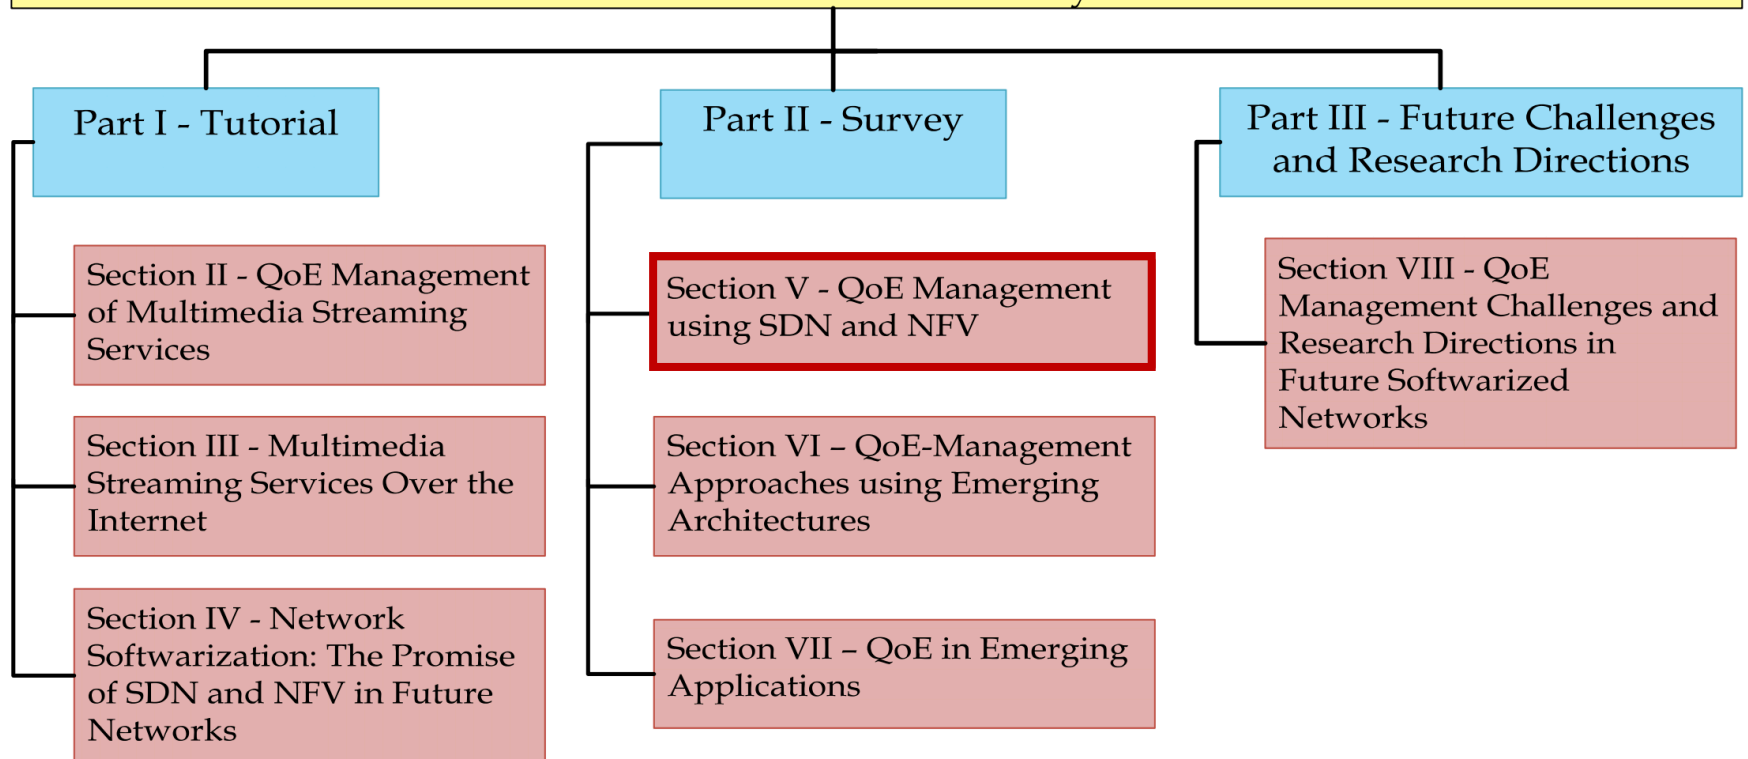 Part I - Tutorial
Section II - QoE Management
of Multimedia Streaming
Services
Section III - Multimedia
Streaming Services Over the
Internet
Section IV - Network
Softwarization: The Promise
of SDN and NFV in Future
Networks
Part II - Survey
Section V - QoE Management
using SDN and NFV
Section VI – QoE-Management
Approaches using Emerging
Architectures
Section VII – QoE in Emerging
Applications
Part III - Future Challenges
and Research Directions
Section VIII - QoE
Management Challenges and
Research Directions in
Future Softwarized
Networks